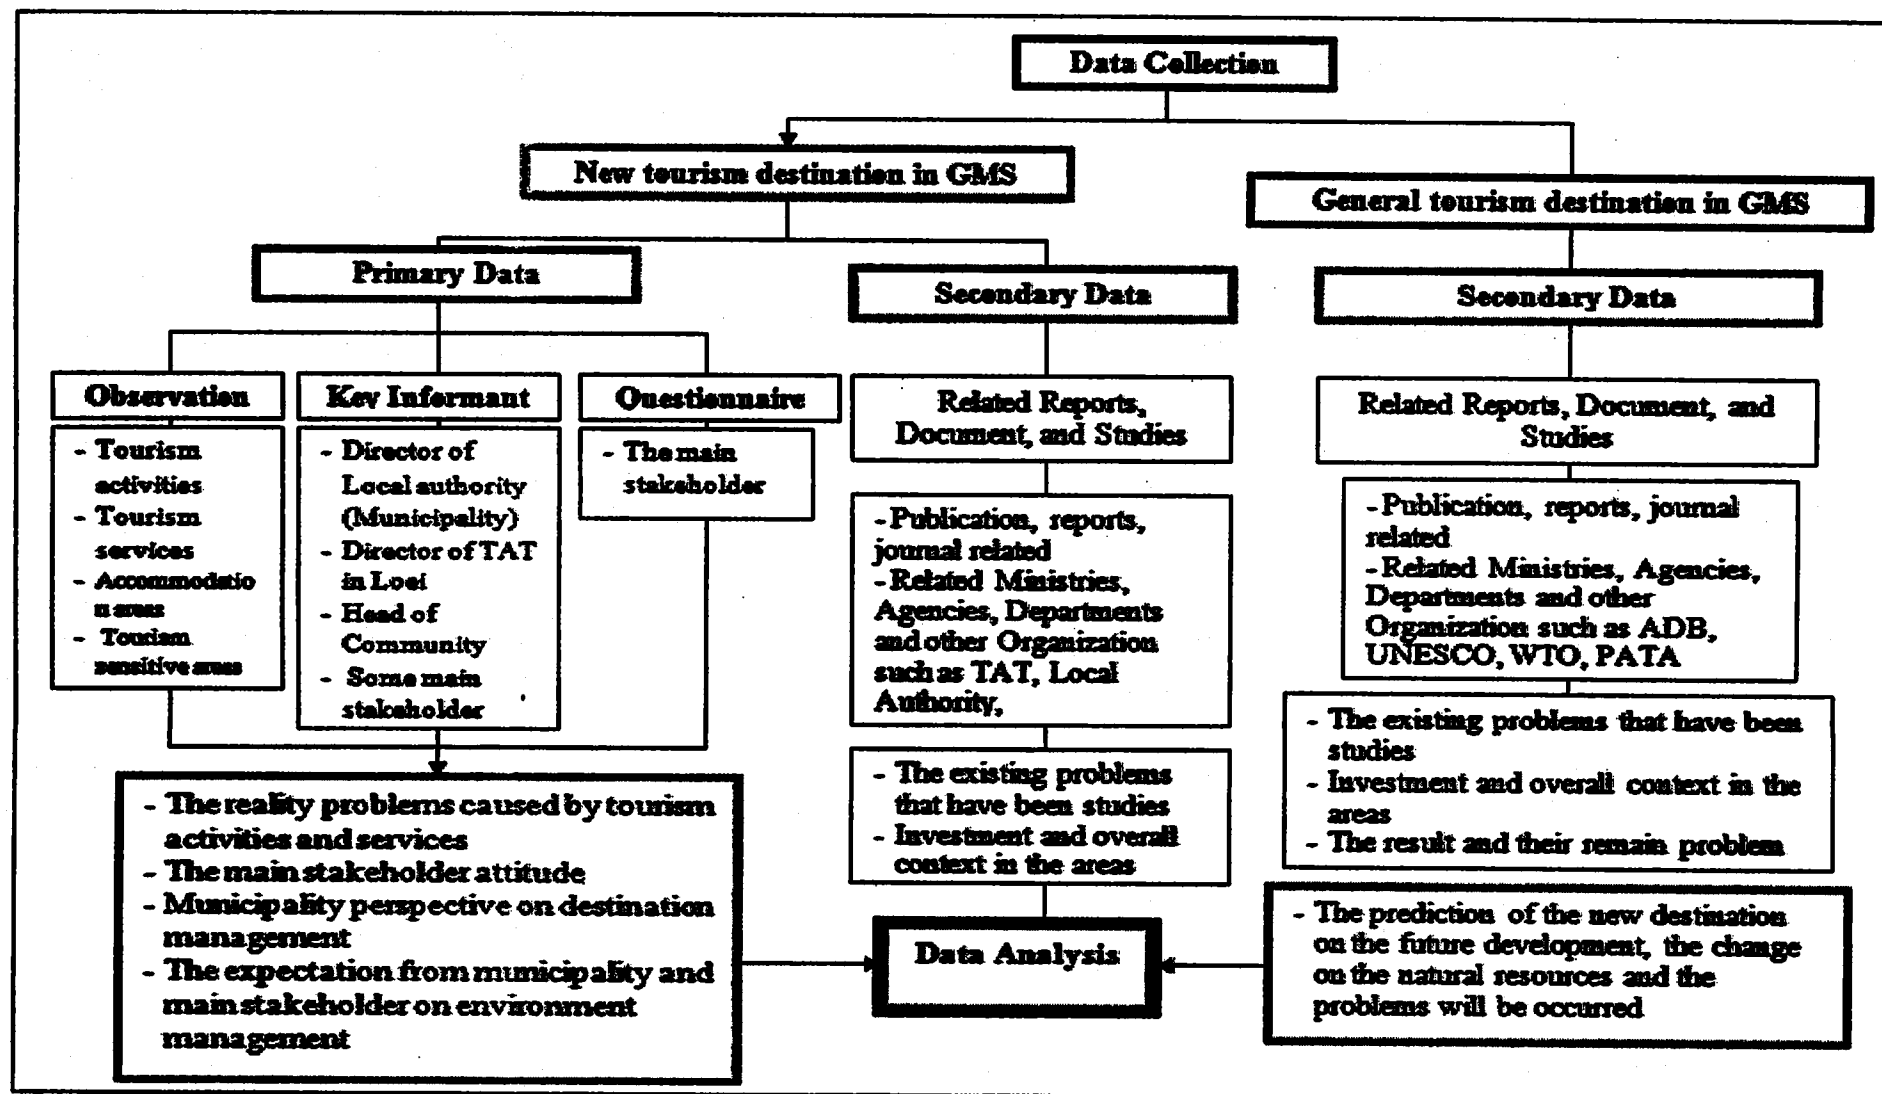 Data Collection
New tourism destination in GMS
General tourism destination in GMS
Primary Data
Secondary Data
Secondary Data
Observation
Key Informant
Questionnaire
Related Reports,
Document, and Studies
Related Reports, Document, and
Studies
- Tourism
activities
- Tourism
services
- Accommodatio
n areas
- Tourism
sensitive areas
- Director of
Local authority
(Municipality)
- Director of TAT
in Loei
- Head of
Community
- Some main
stakeholder
- The main
stakeholder
- Publication, reports,
journal related
- Related Ministries,
Agencies, Departments
and other Organization
such as TAT, Local
Authority,
- Publication, reports, journal
related
- Related Ministries, Agencies,
Departments and other
Organization such as ADB,
UNESCO, WTO, PATA
- The existing problems
that have been studies
- Investment and overall
context in the areas
- The existing problems that have been
studies
- Investment and overall context in the
areas
- The result and their remain problem
- The reality problems caused by tourism
activities and services
- The main stakeholder attitude
- Municipality perspective on destination
management
- The expectation from municipality and
main stakeholder on environment
management
Data Analysis
- The prediction of the new destination
on the future development, the change
on the natural resources and the
problems will be occurred